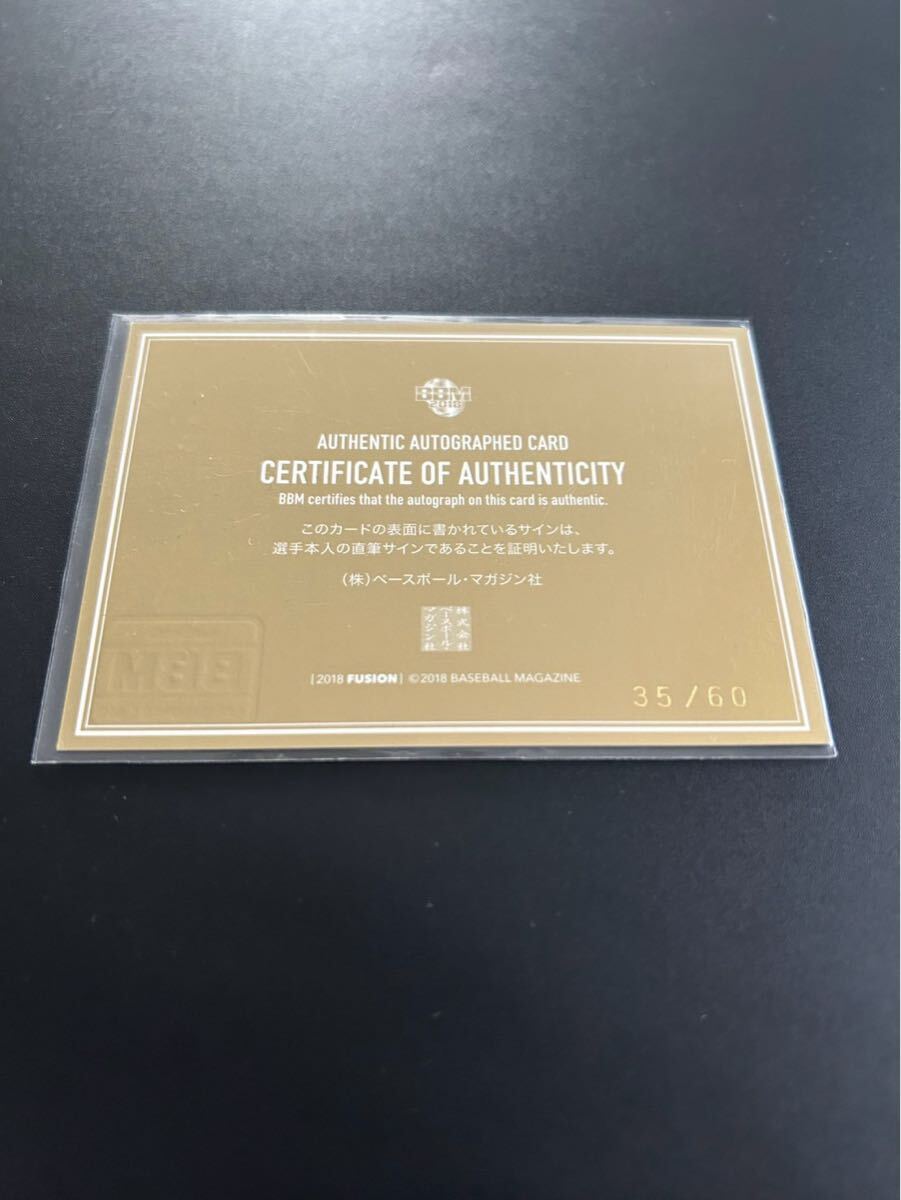 BBM
2018
AUTHENTIC AUTOGRAPHED CARD
CERTIFICATE OF AUTHENTICITY
BBM certifies that the autograph on this card is authentic.
このカードの表面に書かれているサインは、
選手本人の直筆サインであることを証明いたします。
（株）ベースボール・マガジン社
株式会社
ベースボール・
マガジン社
[2018 FUSION] ©2018 BASEBALL MAGAZINE
35/60